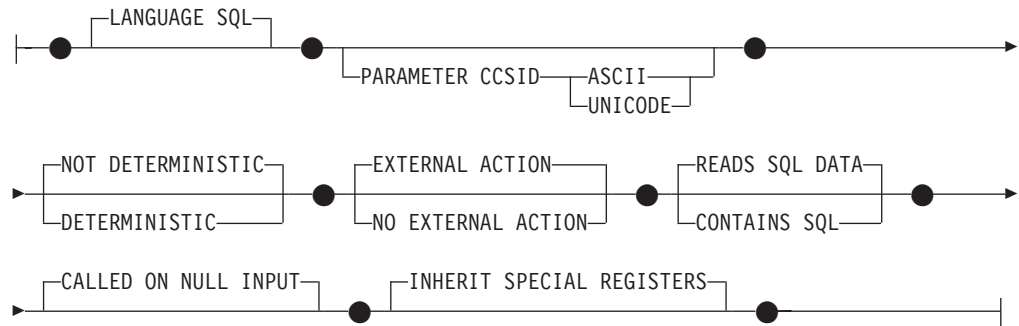 LANGUAGE SQL
PARAMETER CCSID ASCII
UNICODE
NOT DETERMINISTIC EXTERNAL ACTION READS SQL DATA
DETERMINISTIC NO EXTERNAL ACTION CONTAINS SQL
CALLED ON NULL INPUT INHERIT SPECIAL REGISTERS